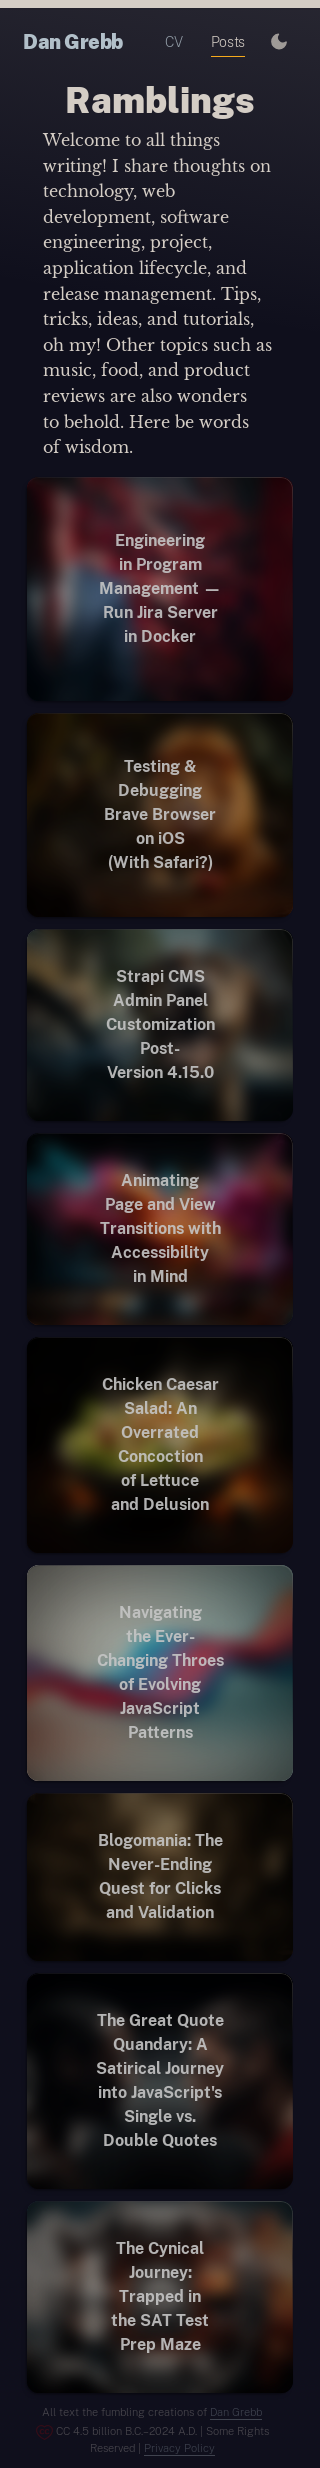 Dan Grebb
CV
Posts
Ramblings
Welcome to all things
writing! I share thoughts on
technology, web
development, software
engineering, project,
application lifecycle, and
release management. Tips,
tricks, ideas, and tutorials,
oh my! Other topics such as
music, food, and product
reviews are also wonders
to behold. Here be words
of wisdom.
Engineering
in Program
Management —
Run Jira Server
in Docker
Testing &
Debugging
Brave Browser
on iOS
(With Safari?)
Strapi CMS
Admin Panel
Customization
Post-
Version 4.15.0
Animating
Page and View
Transitions with
Accessibility
in Mind
Chicken Caesar
Salad: An
Overrated
Concoction
of Lettuce
and Delusion
Navigating
the Ever-
Changing Throes
of Evolving
JavaScript
Patterns
Blogomania: The
Never-Ending
Quest for Clicks
and Validation
The Great Quote
Quandary: A
Satirical Journey
into JavaScript's
Single vs.
Double Quotes
The Cynical
Journey:
Trapped in
the SAT Test
Prep Maze
All text the fumbling creations of Dan Grebb
CC 4.5 billion B.C.–2024 A.D. | Some Rights
Reserved | Privacy Policy